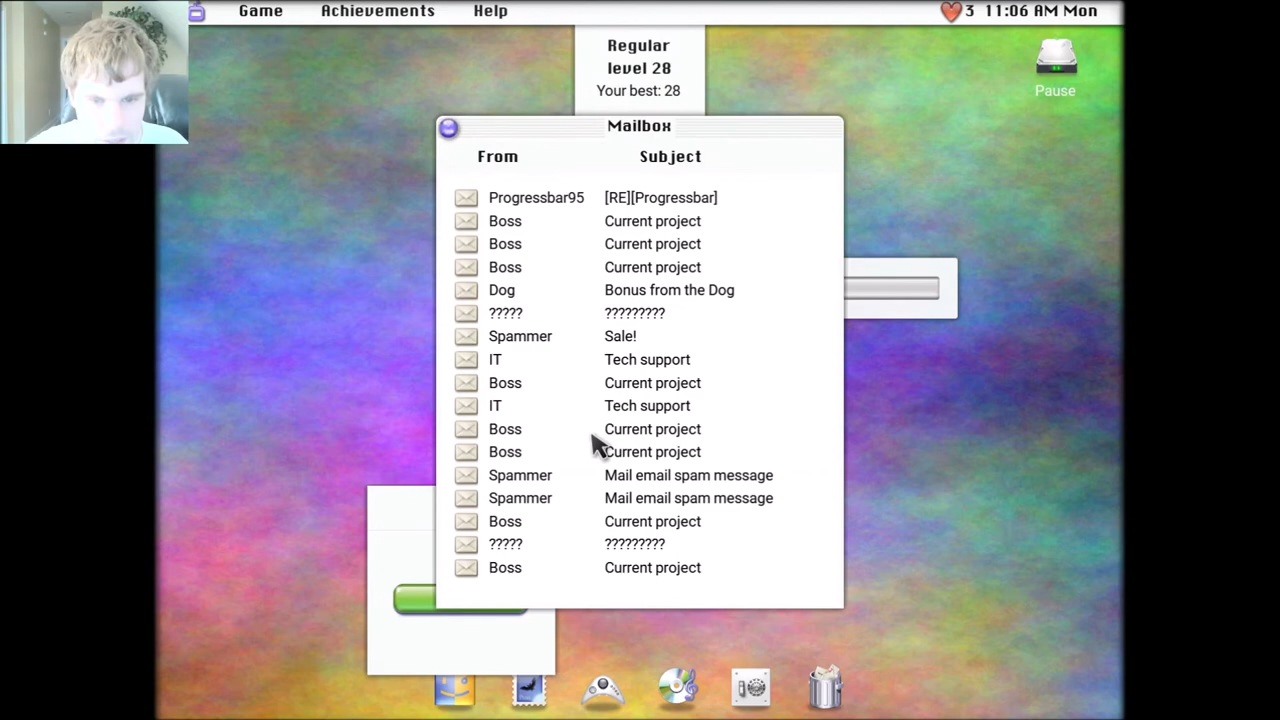 Game Achievements Help 3 11:06 AM Mon
Regular
level 28
Your best: 28
Pause
Mailbox
From Subject
Progressbar95 [RE][Progressbar]
Boss Current project
Boss Current project
Boss Current project
Dog Bonus from the Dog
????? ?????????
Spammer Sale!
IT Tech support
Boss Current project
IT Tech support
Boss Current project
Boss Current project
Spammer Mail email spam message
Spammer Mail email spam message
Boss Current project
????? ?????????
Boss Current project